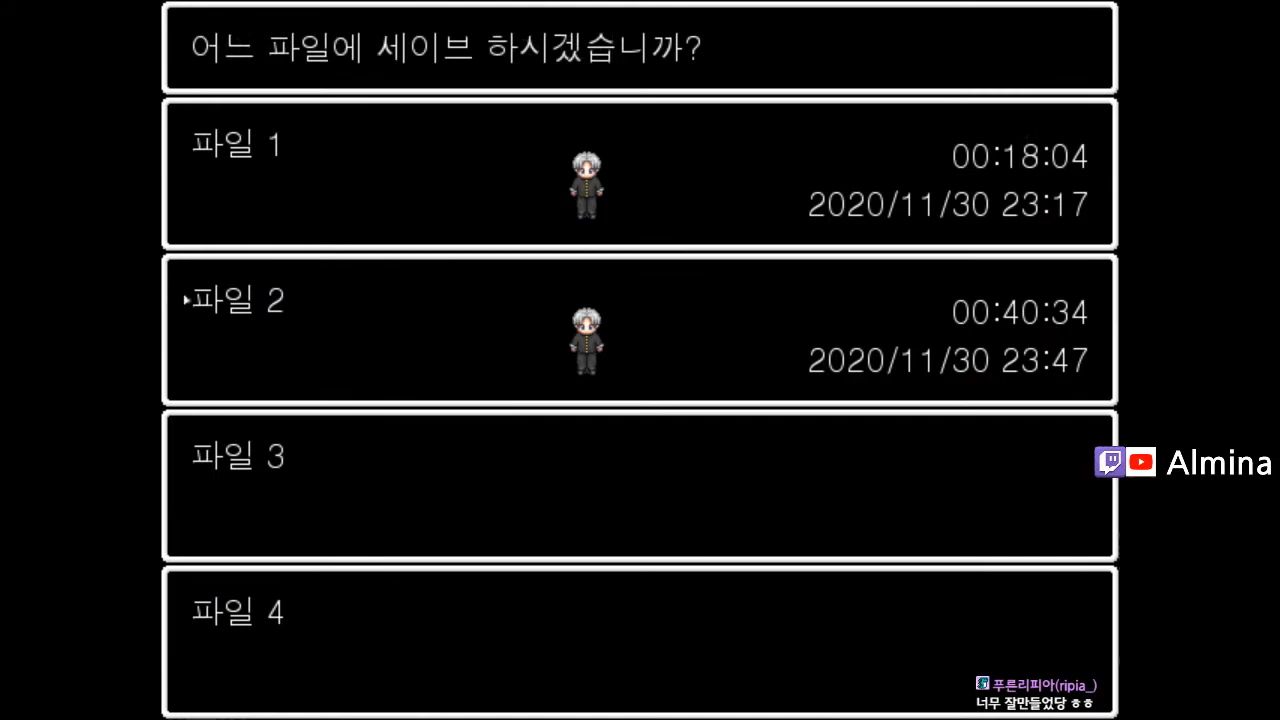 어느 파일에 세이브 하시겠습니까?
파일 1
00:18:04
2020/11/30 23:17
파일 2
00:40:34
2020/11/30 23:47
파일 3
Almina
파일 4
푸른리피아(ripia_)
너무 잘만들었당 ㅎㅎ